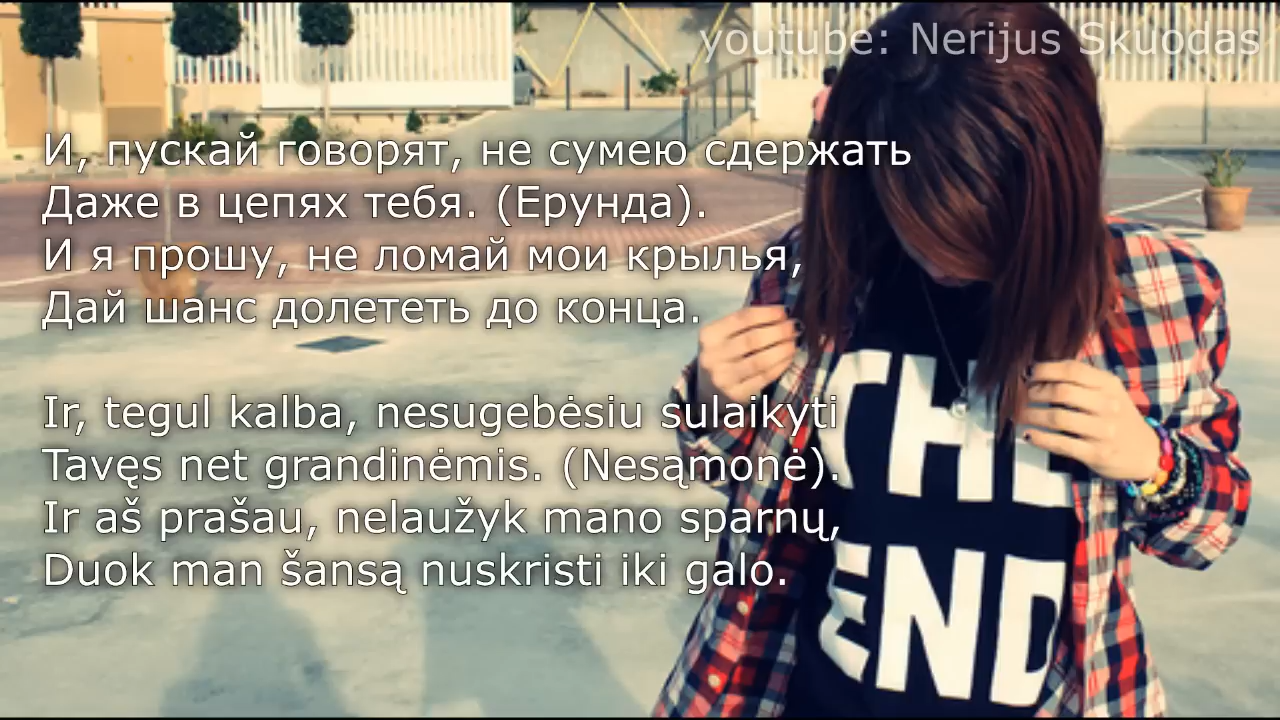 youtube: Nerijus Skuodas
И, пускай говорят, не сумею сдержать
Даже в цепях тебя. (Ерунда).
И я прошу, не ломай мои крылья,
Дай шанс долететь до конца.
Ir, tegul kalba, nesugebėsiu sulaikyti
Tavęs net grandinėmis. (Nesąmonė).
Ir aš prašau, nelaužyk mano sparnų,
Duok man šansą nuskristi iki galo.
THE
END